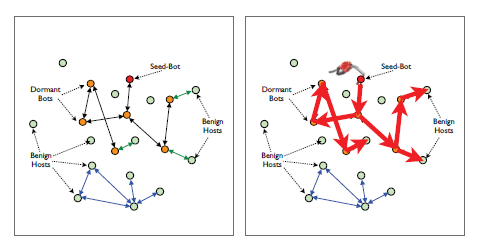 Seed-Bot
Dormant
Bots
Benign
Hosts
Benign
Hosts
Seed-Bot
Dormant
Bots
Benign
Hosts
Benign
Hosts